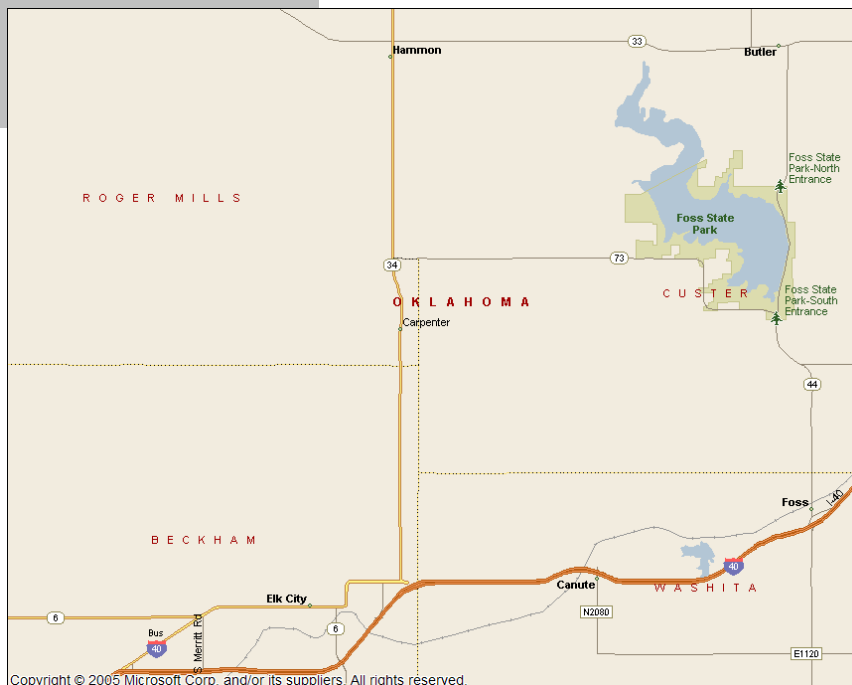 33
Hammon
Butler
Foss State
Park-North
Entrance
ROGER MILLS
Foss State
Park
73
34
CUSTER
Foss State
Park-South
Entrance
OKLAHOMA
Carpenter
44
Foss
I-40
BECKHAM
40
Canute
WASHITA
Elk City
N2080
6
6
S Merritt Rd
Bus
40
E1120
Copyright © 2005 Microsoft Corp. and/or its suppliers. All rights reserved.